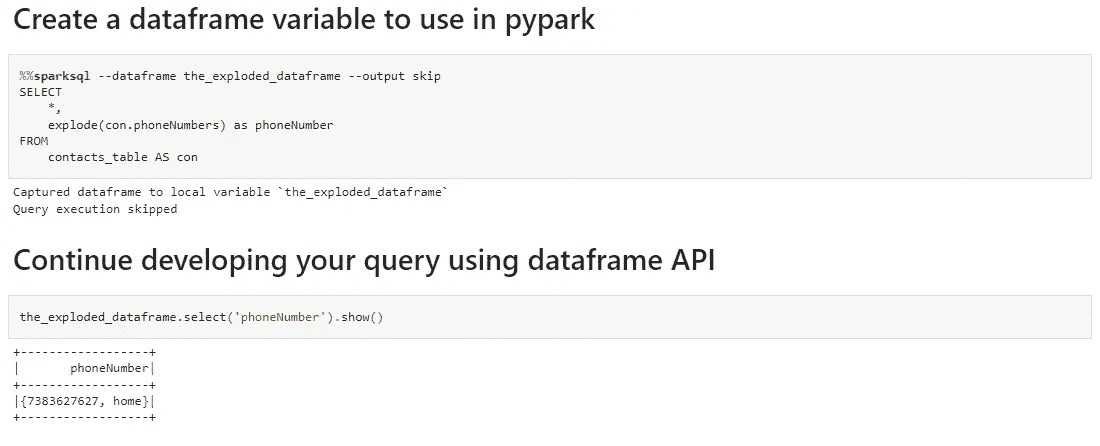 Create a dataframe variable to use in pypark
%%sparksql --dataframe the_exploded_dataframe --output skip
SELECT
    *,
    explode(con.phoneNumbers) as phoneNumber
FROM
    contacts_table AS con
Captured dataframe to local variable `the_exploded_dataframe`
Query execution skipped
Continue developing your query using dataframe API
the_exploded_dataframe.select('phoneNumber').show()
+------------------+
|       phoneNumber|
+------------------+
|{7383627627, home}|
+------------------+